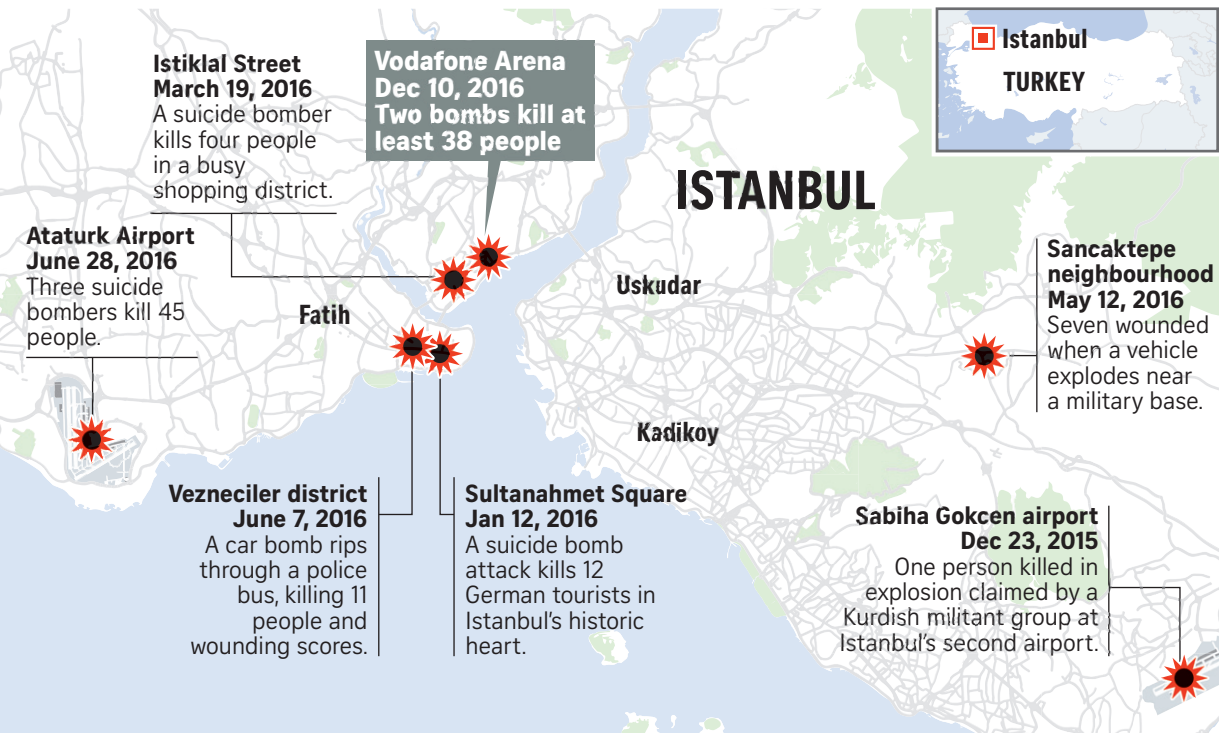 Istiklal Street
March 19, 2016
A suicide bomber
kills four people
in a busy
shopping district.
Vodafone Arena
Dec 10, 2016
Two bombs kill at
least 38 people
Istanbul
TURKEY
ISTANBUL
Ataturk Airport
June 28, 2016
Three suicide
bombers kill 45
people.
Fatih
Uskudar
Kadikoy
Sancaktepe
neighbourhood
May 12, 2016
Seven wounded
when a vehicle
explodes near
a military base.
Vezneciler district
June 7, 2016
A car bomb rips
through a police
bus, killing 11
people and
wounding scores.
Sultanahmet Square
Jan 12, 2016
A suicide bomb
attack kills 12
German tourists in
Istanbul's historic
heart.
Sabiha Gokcen airport
Dec 23, 2015
One person killed in
explosion claimed by a
Kurdish militant group at
Istanbul's second airport.